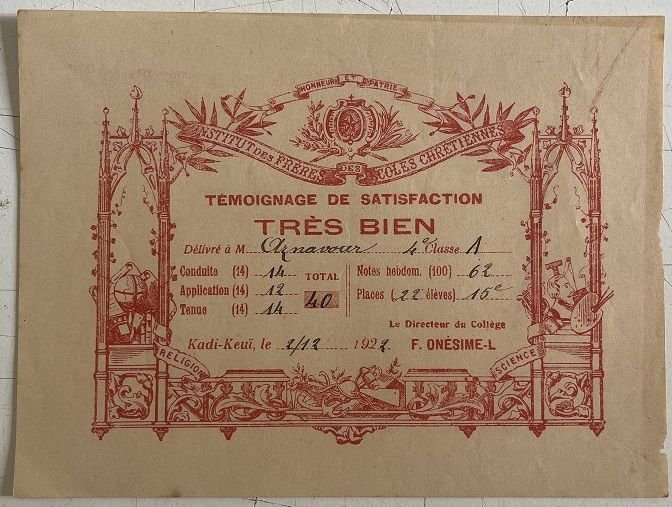 HONNEUR ET PATRIE
INSTITUT DES FRÈRES DES ÉCOLES CHRÉTIENNES
TÉMOIGNAGE DE SATISFACTION
TRÈS BIEN
Délivré à M. Aznavour 4e Classe A
Conduite (14) 14
Application (14) 12
Tenue (14) 14
TOTAL
40
Notes hebdom. (100) 62
Places (22 élèves) 15e
Le Directeur du Collège
Kadi-Keuï, le 2/12 1922
F. ONÉSIME-L
RELIGION
SCIENCE